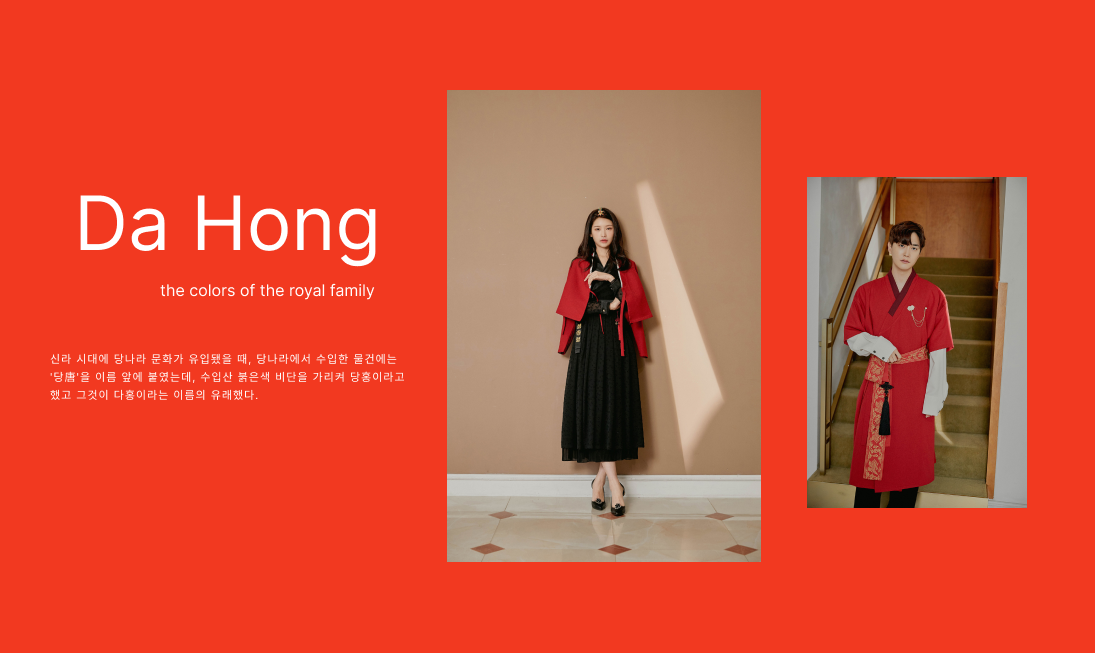 Da Hong
the colors of the royal family
신라 시대에 당나라 문화가 유입됐을 때, 당나라에서 수입한 물건에는
'당唐'을 이름 앞에 붙였는데, 수입산 붉은색 비단을 가리켜 당홍이라고
했고 그것이 다홍이라는 이름의 유래했다.